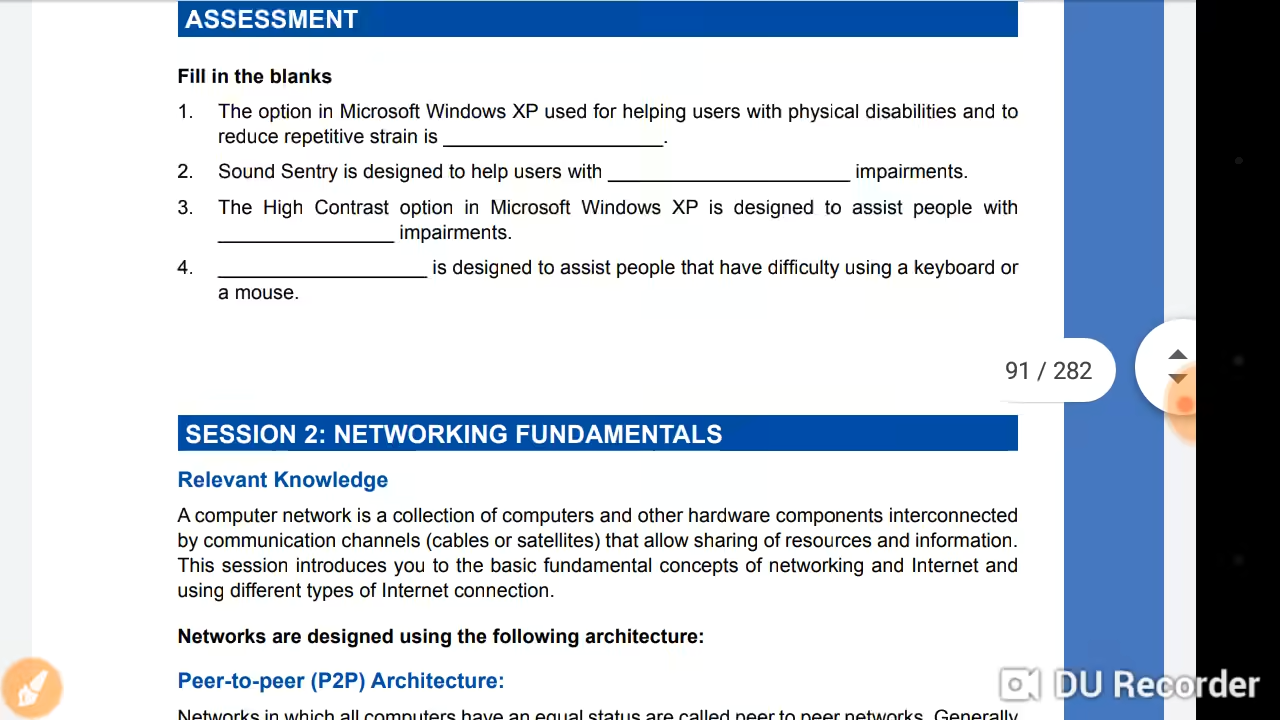 ASSESSMENT
Fill in the blanks
1. The option in Microsoft Windows XP used for helping users with physical disabilities and to
reduce repetitive strain is ____________________.
2. Sound Sentry is designed to help users with ______________________ impairments.
3. The High Contrast option in Microsoft Windows XP is designed to assist people with
________________ impairments.
4. ___________________ is designed to assist people that have difficulty using a keyboard or
a mouse.
91 / 282
SESSION 2: NETWORKING FUNDAMENTALS
Relevant Knowledge
A computer network is a collection of computers and other hardware components interconnected
by communication channels (cables or satellites) that allow sharing of resources and information.
This session introduces you to the basic fundamental concepts of networking and Internet and
using different types of Internet connection.
Networks are designed using the following architecture:
Peer-to-peer (P2P) Architecture:
Networks in which all computers have an equal status are called peer to peer networks. Generally
DU Recorder